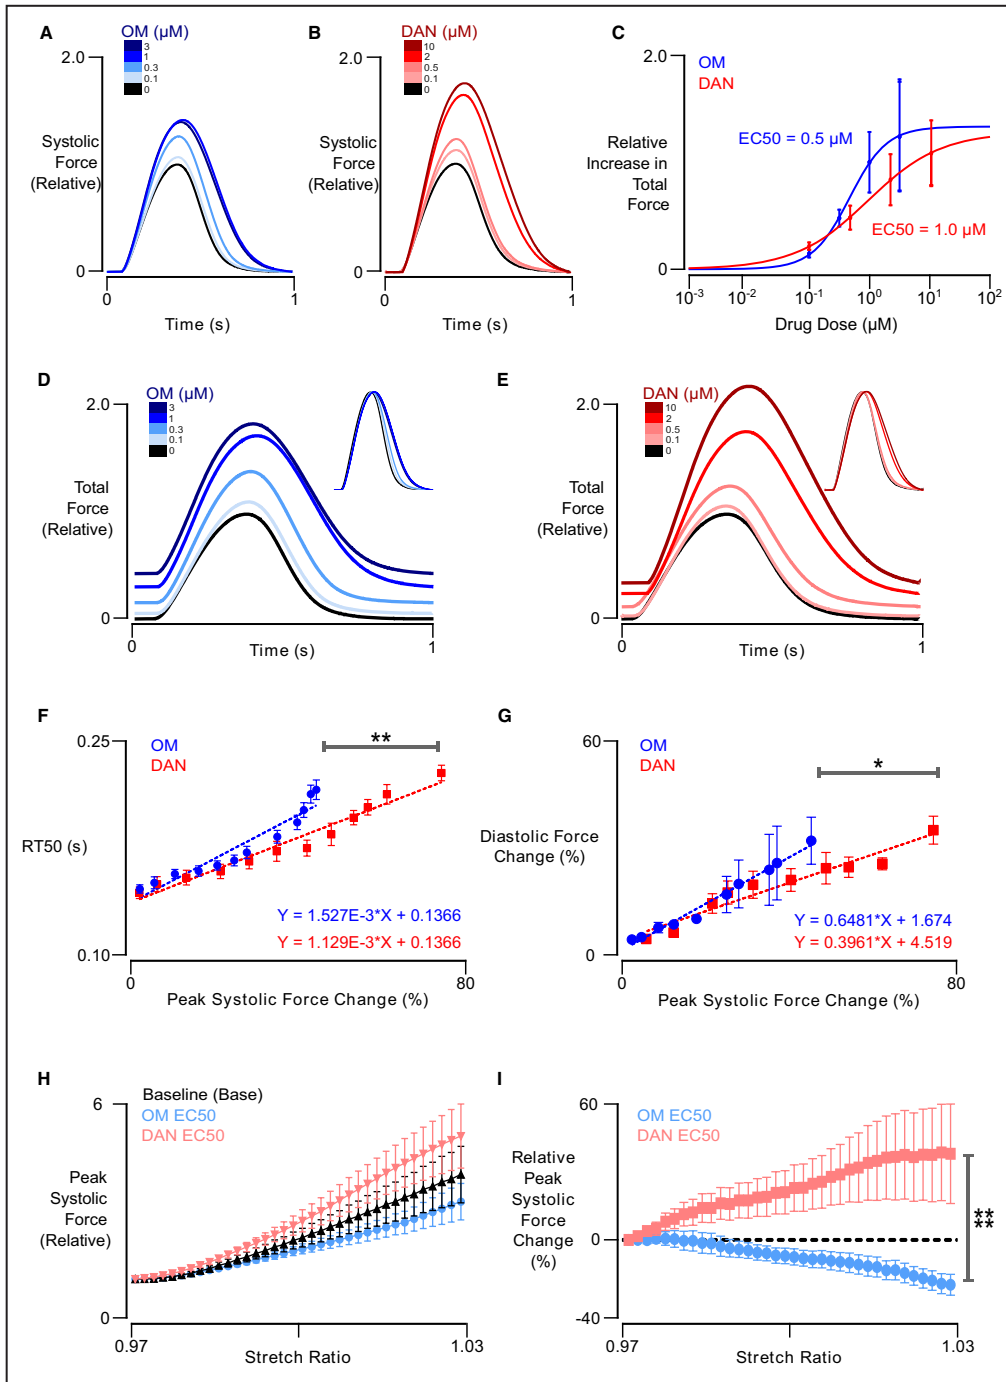 A
OM (µM)
3
1
0.3
0.1
0
2.0
Systolic
Force
(Relative)
0
0
1
Time (s)
B
DAN (µM)
10
2
0.5
0.1
0
2.0
Systolic
Force
(Relative)
0
0
1
Time (s)
C
2.0
OM
DAN
EC50 = 0.5 µM
Relative
Increase in
Total
Force
EC50 = 1.0 µM
0
10-3
10-2
10-1
100
101
102
Drug Dose (µM)
D
OM (µM)
3
1
0.3
0.1
0
2.0
Total
Force
(Relative)
0
0
1
Time (s)
E
DAN (µM)
10
2
0.5
0.1
0
2.0
Total
Force
(Relative)
0
0
1
Time (s)
F
0.25
OM
DAN
**
RT50 (s)
Y = 1.527E-3*X + 0.1366
Y = 1.129E-3*X + 0.1366
0.10
0
80
Peak Systolic Force Change (%)
G
60
OM
DAN
*
Diastolic Force
Change (%)
Y = 0.6481*X + 1.674
Y = 0.3961*X + 4.519
0
0
80
Peak Systolic Force Change (%)
H
Baseline (Base)
6
OM EC50
DAN EC50
Peak
Systolic
Force
(Relative)
0
0.97
1.03
Stretch Ratio
I
60
OM EC50
DAN EC50
Relative
Peak
Systolic
Force
Change
(%)
0
-40
**
**
0.97
1.03
Stretch Ratio